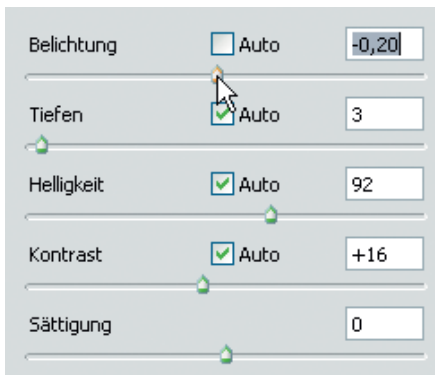 Belichtung Auto -0,20
Tiefen Auto 3
Helligkeit Auto 92
Kontrast Auto +16
Sättigung 0